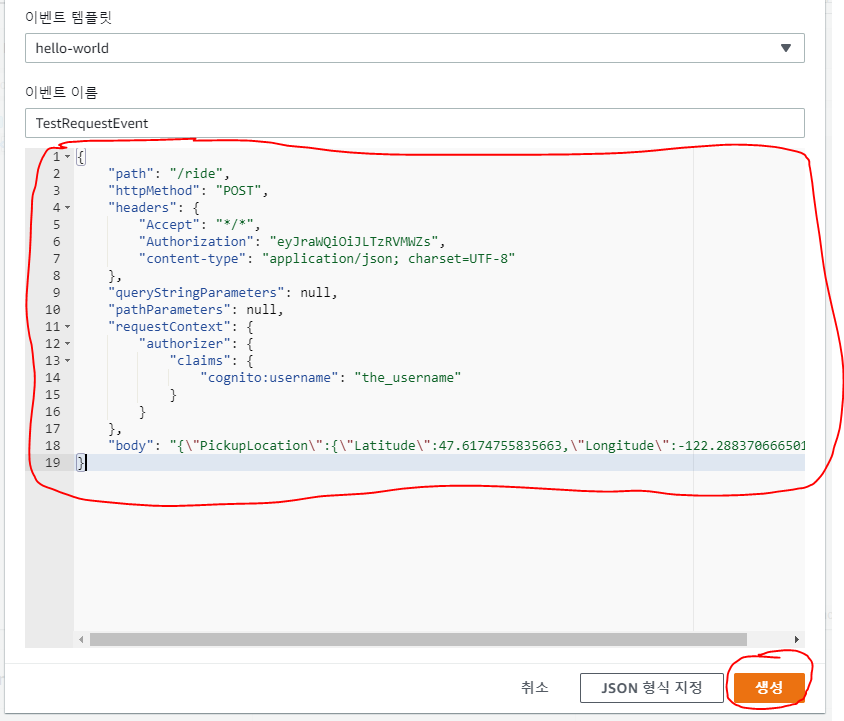 이벤트 템플릿
hello-world
이벤트 이름
TestRequestEvent
1 {
2 "path": "/ride",
3 "httpMethod": "POST",
4 "headers": {
5 "Accept": "*/*",
6 "Authorization": "eyJraWQiOiJLTzRVMWZs",
7 "content-type": "application/json; charset=UTF-8"
8 },
9 "queryStringParameters": null,
10 "pathParameters": null,
11 "requestContext": {
12 "authorizer": {
13 "claims": {
14 "cognito:username": "the_username"
15 }
16 }
17 },
18 "body": "{\"PickupLocation\":{\"Latitude\":47.6174755835663,\"Longitude\":-122.288370666501
19 }
취소 JSON 형식 지정 생성